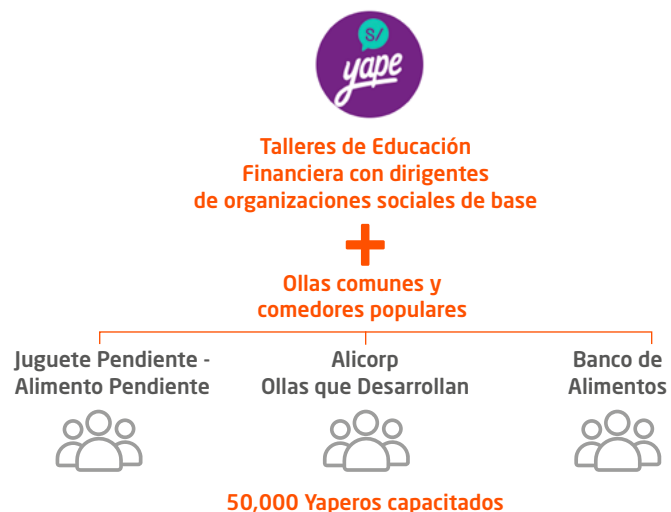 S/
yape
Talleres de Educación
Financiera con dirigentes
de organizaciones sociales de base
+
Ollas comunes y
comedores populares
Juguete Pendiente -
Alimento Pendiente
Alicorp
Ollas que Desarrollan
Banco de
Alimentos
50,000 Yaperos capacitados